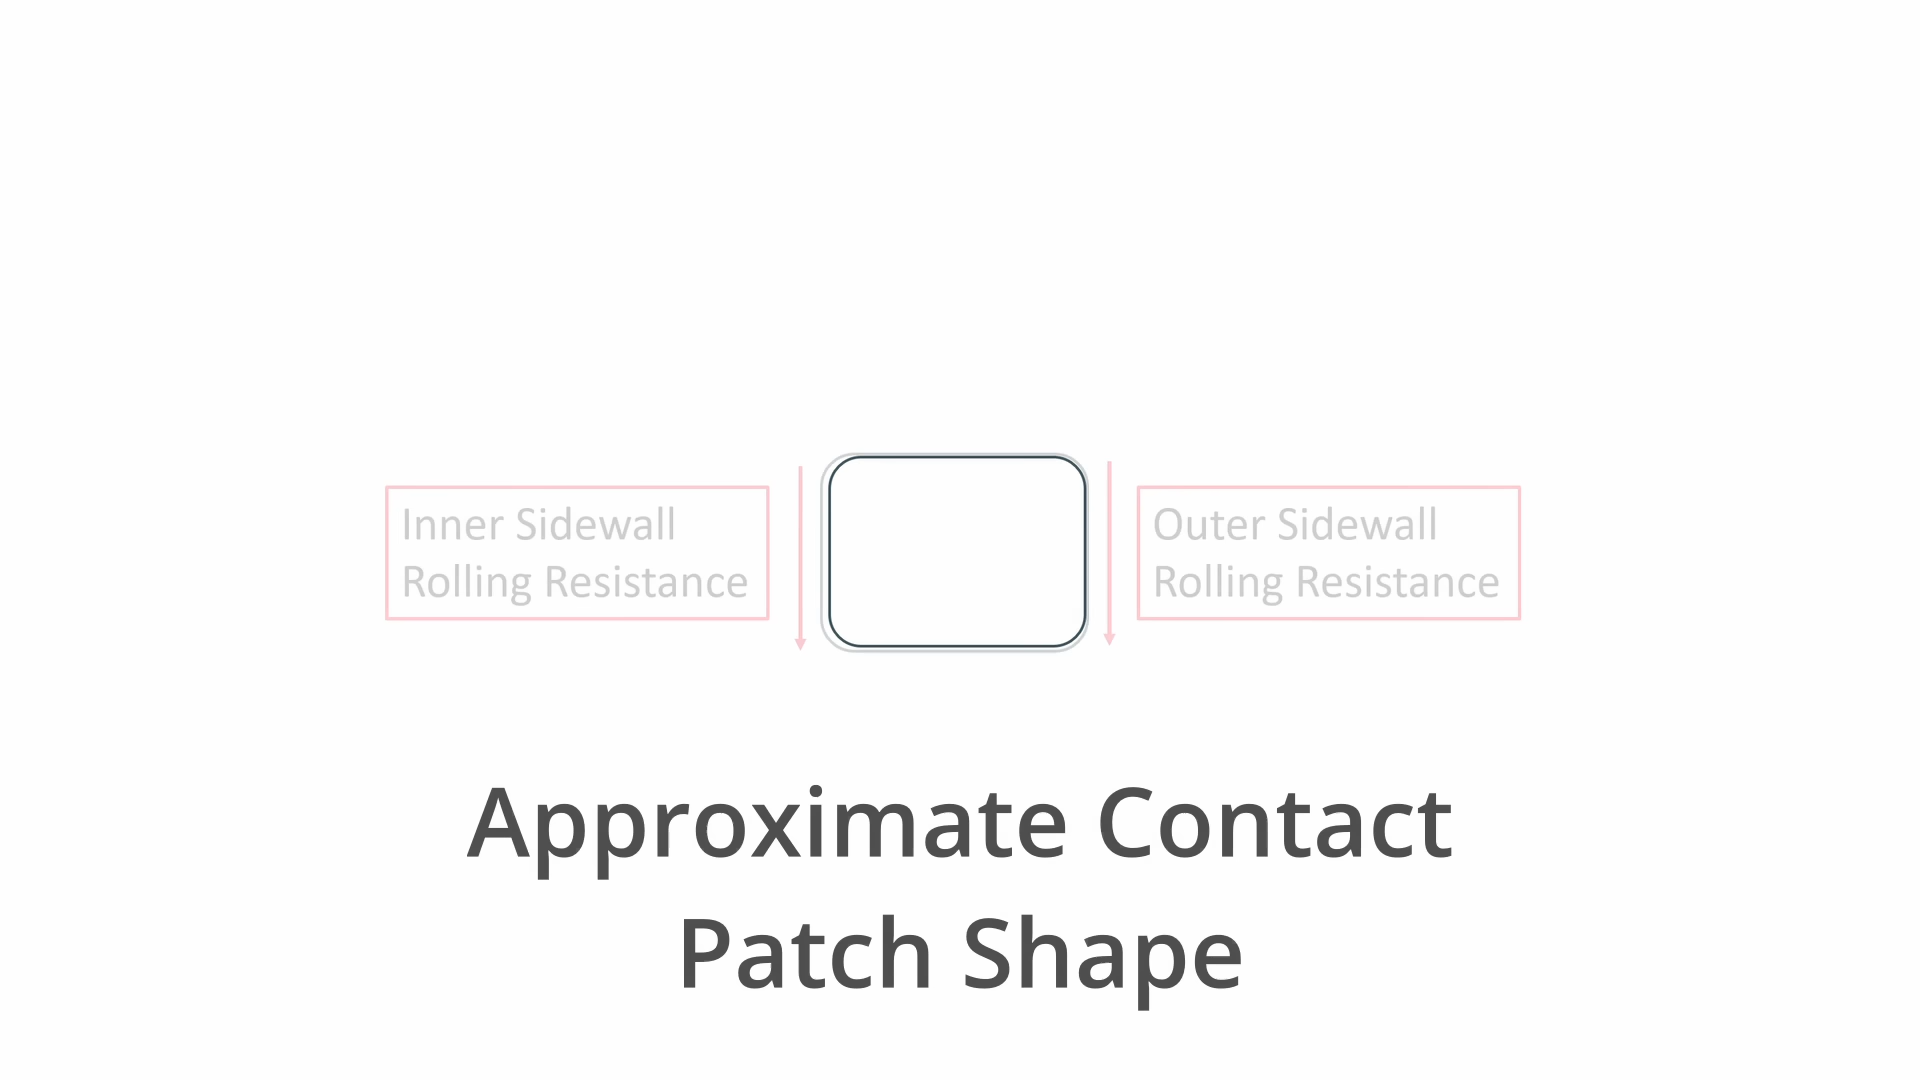 Inner Sidewall
Rolling Resistance
Outer Sidewall
Rolling Resistance
Approximate Contact
Patch Shape